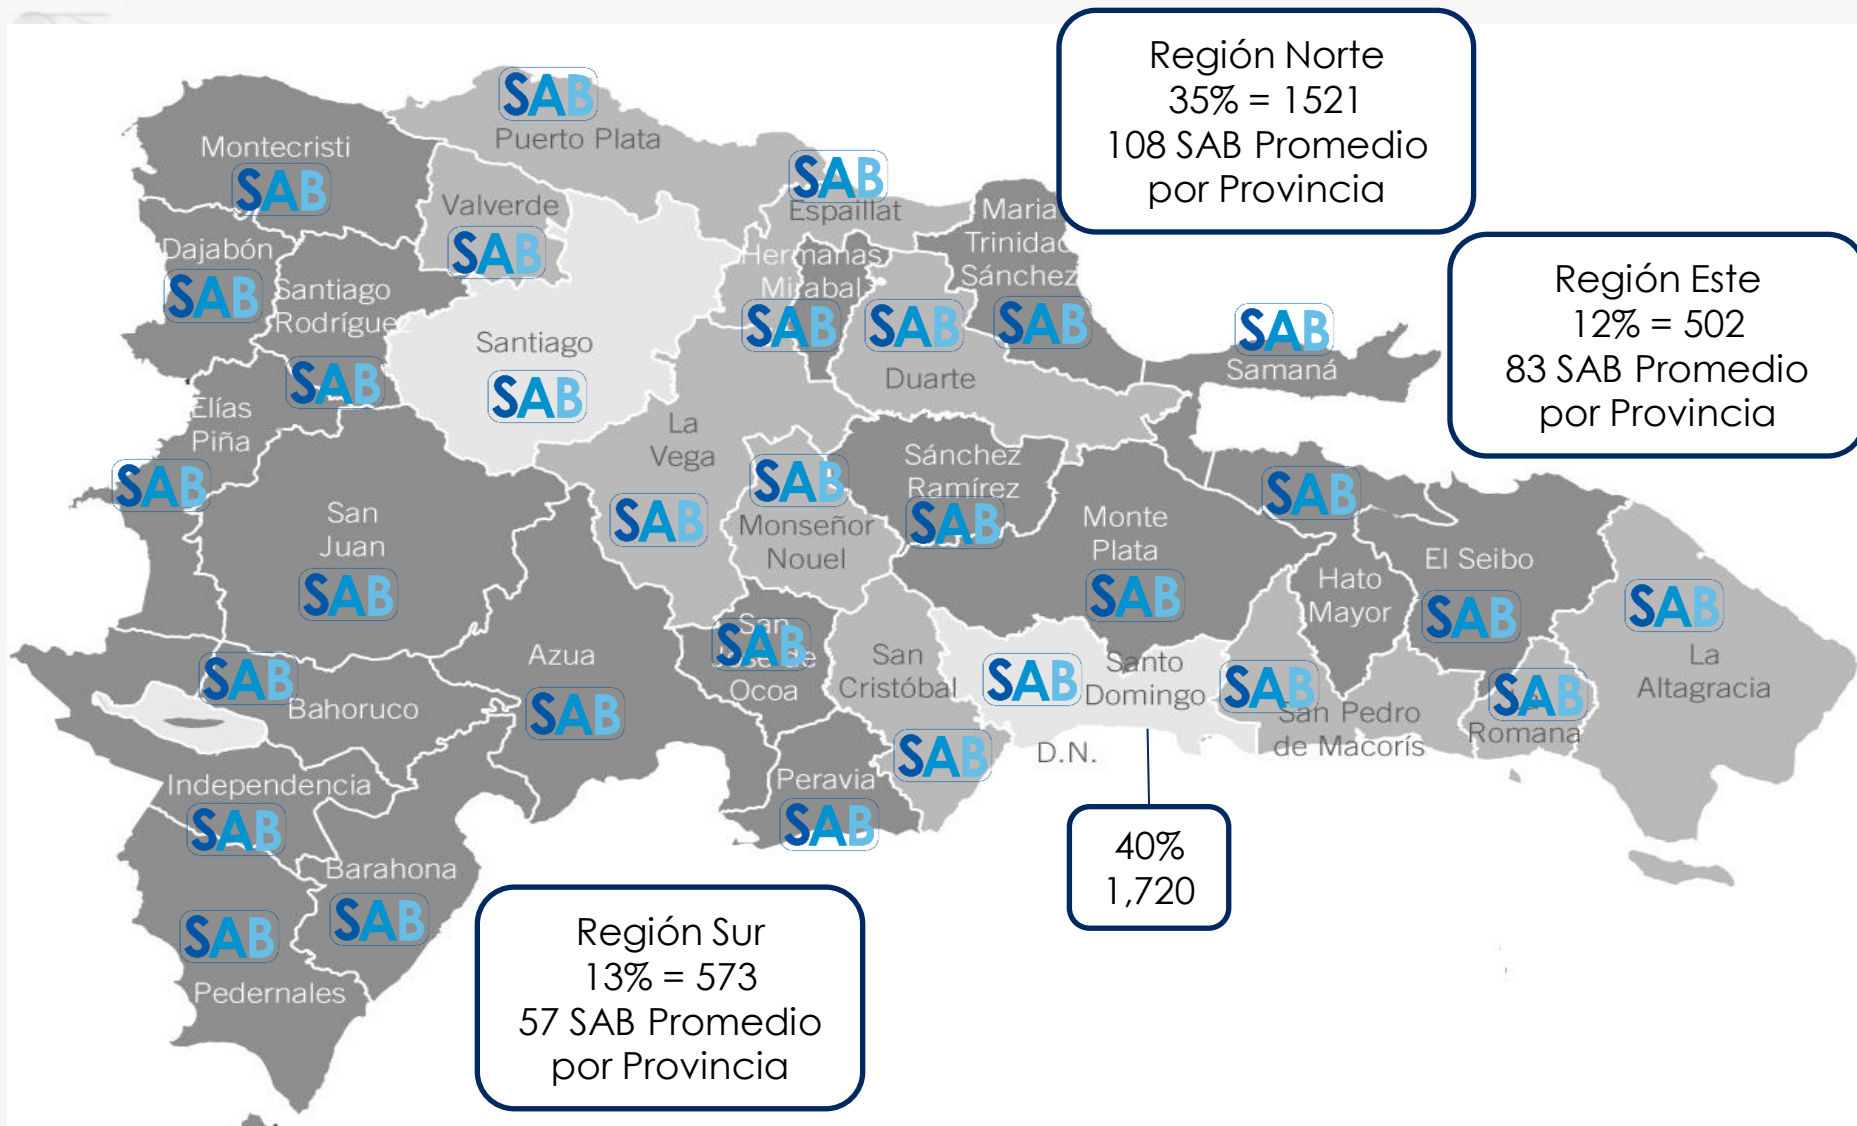 Región Norte
35% = 1521
108 SAB Promedio
por Provincia
Región Este
12% = 502
83 SAB Promedio
por Provincia
SAB
Puerto Plata
Montecristi
SAB
SAB
Espaillat
Valverde
SAB
Maria
Trinidad
Sánchez
SAB
Dajabón
SAB
Santiago
Rodríguez
SAB
Hermanas
Mirabal
SAB
SAB
Duarte
SAB
Samaná
Santiago
SAB
Elías
Piña
SAB
La
Vega
SAB
SAB
Monseñor
Nouel
Sánchez
Ramírez
SAB
San
Juan
SAB
Monte
Plata
SAB
SAB
Hato
Mayor
El Seibo
SAB
SAB
La
Altagracia
SAB
Bahoruco
Azua
SAB
San
SAB
José de
Ocoa
San
Cristóbal
SAB
SAB
Santo
Domingo
SAB
San Pedro
de Macorís
SAB
La
Romana
D.N.
Independencia
SAB
Peravia
SAB
Barahona
SAB
SAB
Pedernales
40%
1,720
Región Sur
13% = 573
57 SAB Promedio
por Provincia